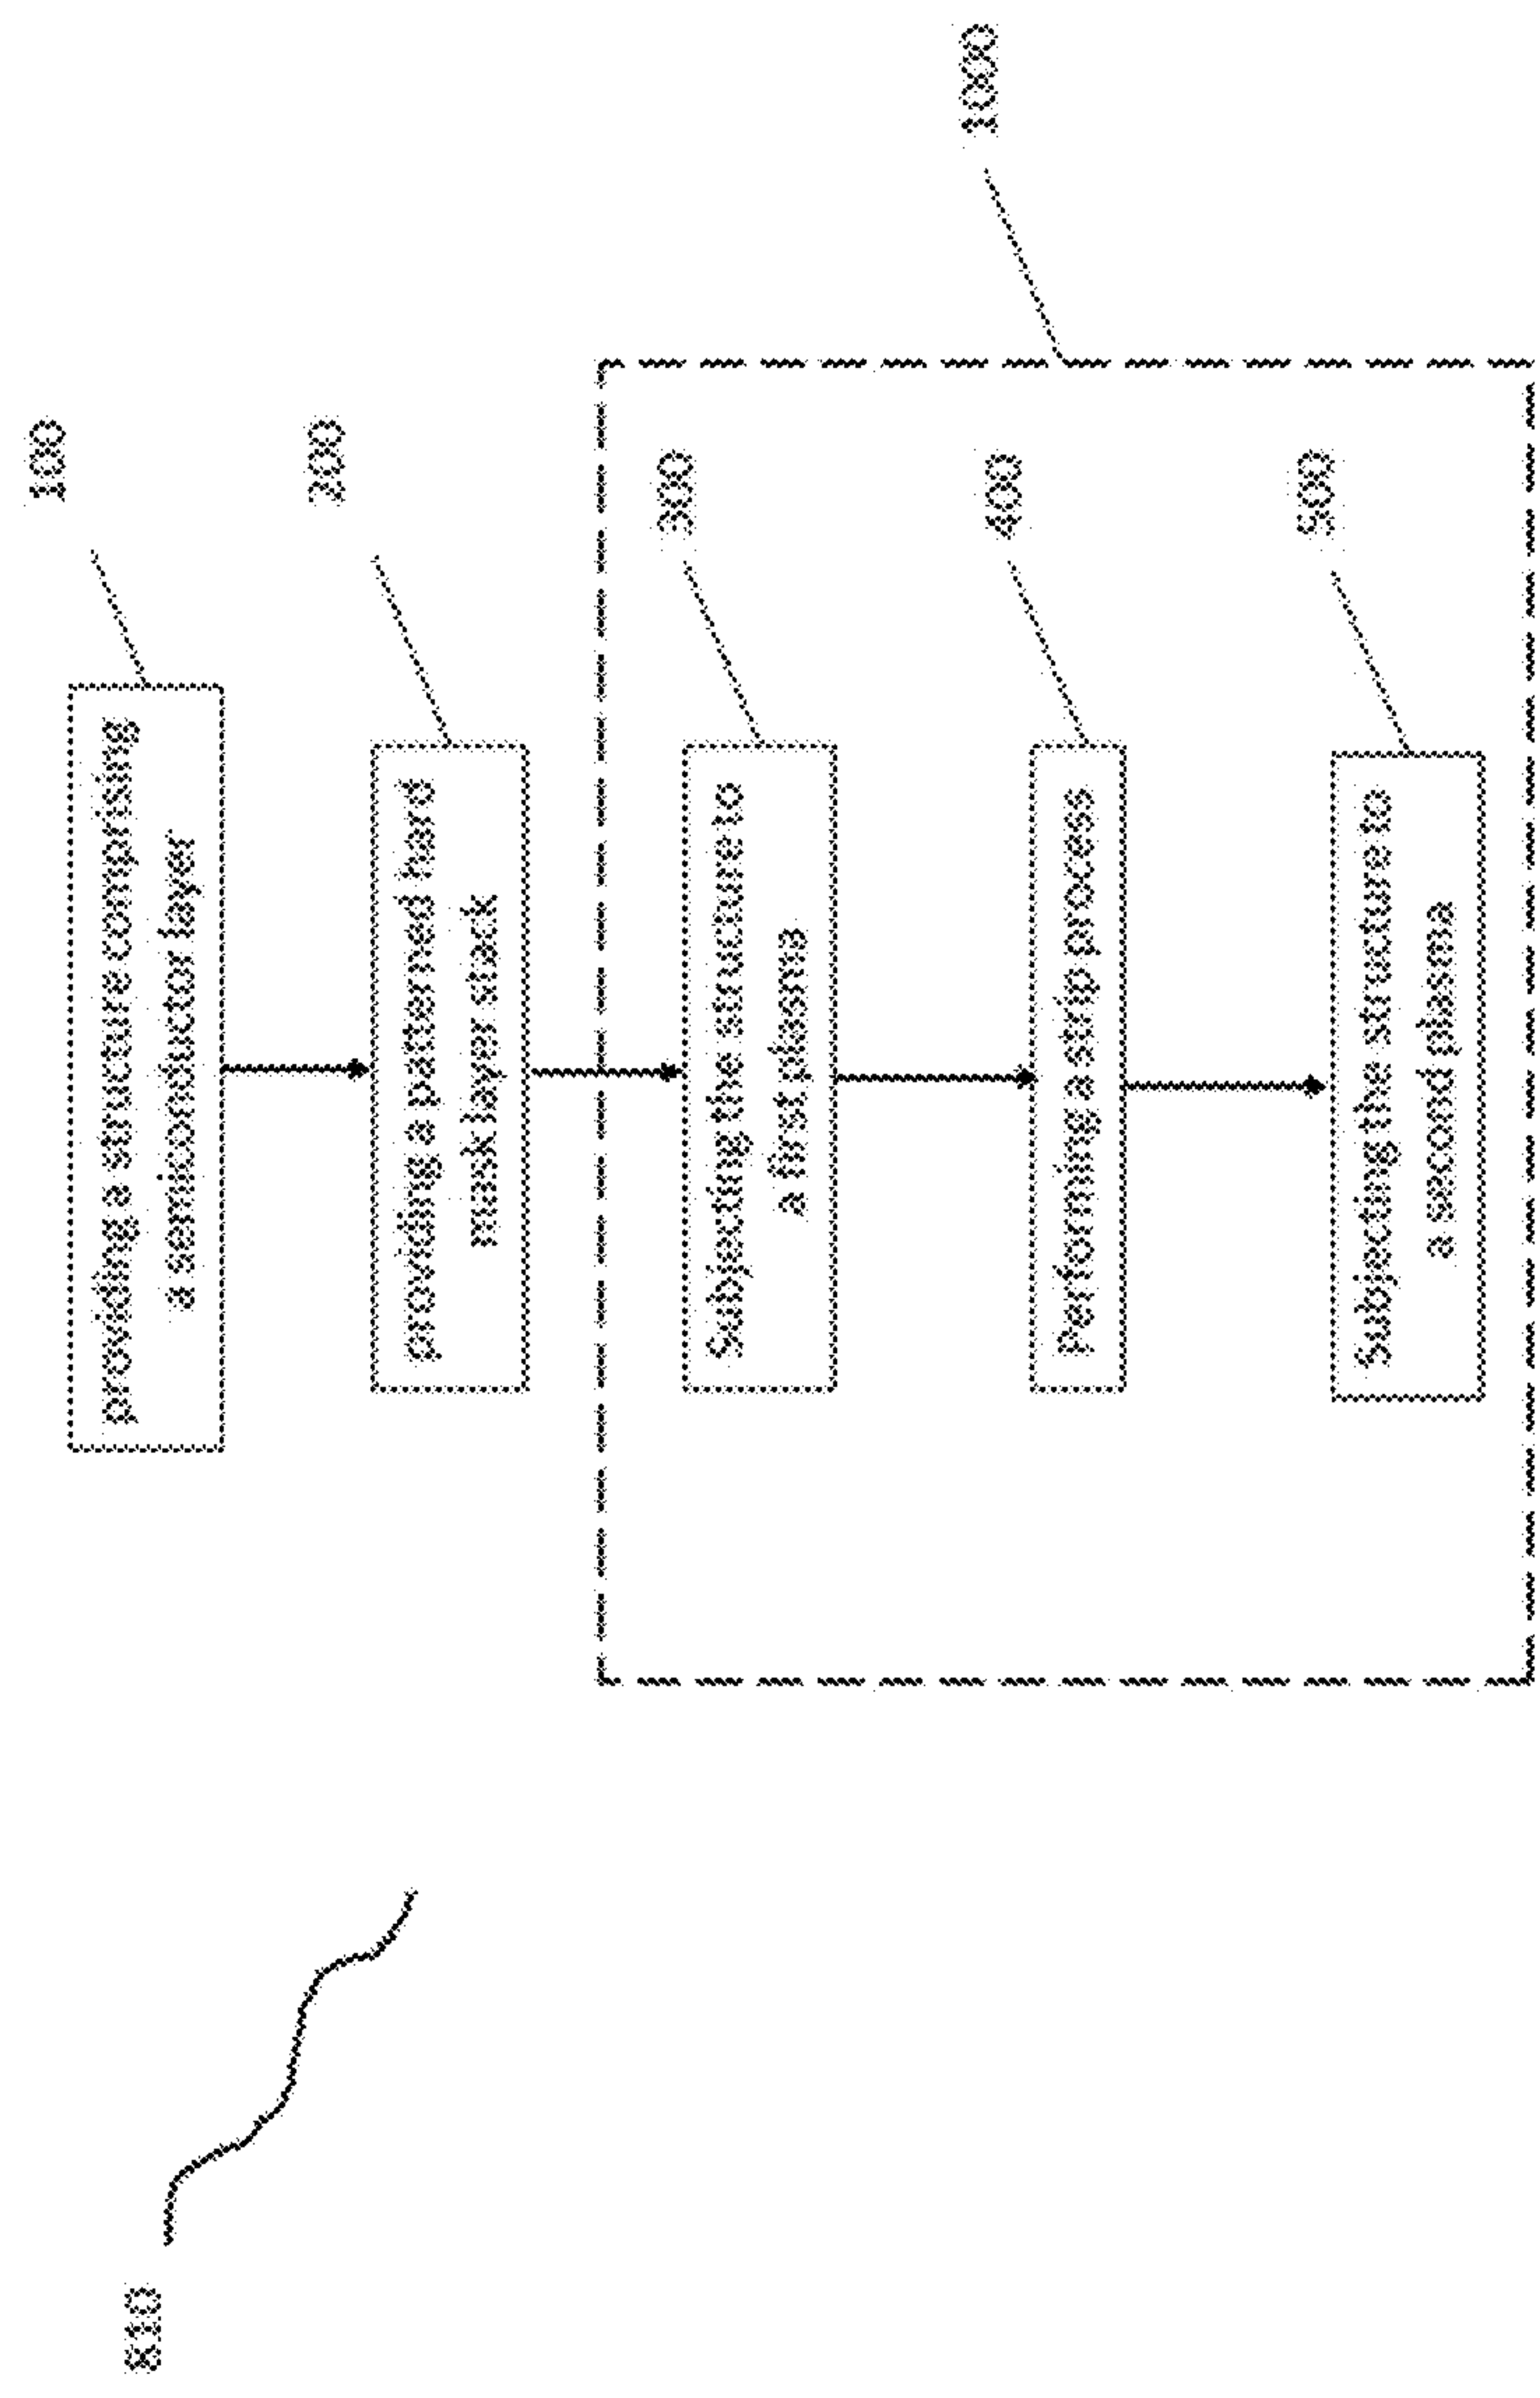 810
providing a structure comprising
a semiconductor layer
100
providing a patterned hard
mask layer stack
200
Subjecting the structure to
a first plasma
300
Performing a strip process
400
1000
Subjecting the structure to
a second plasma
500